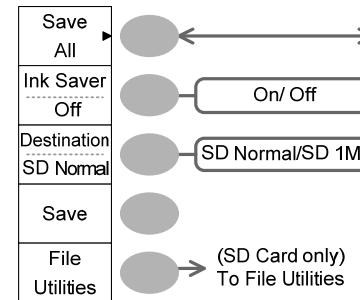 Save
All
Ink Saver
Off
On/ Off
Destination
SD Normal
SD Normal/SD 1M
Save
File
Utilities
(SD Card only)
To File Utilities